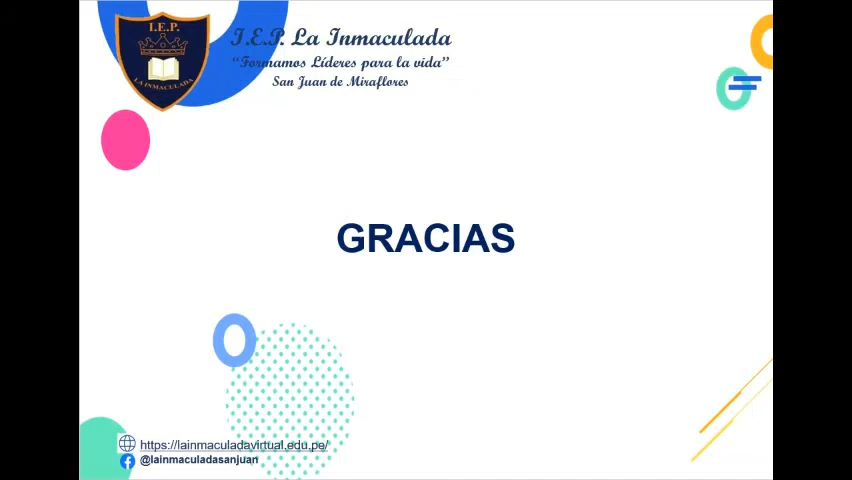 I.E.P.
LA INMACULADA
I.E.P. La Inmaculada
“Formamos Líderes para la vida”
San Juan de Miraflores
GRACIAS
https://lainmaculadavirtual.edu.pe/
@lainmaculadasanjuan